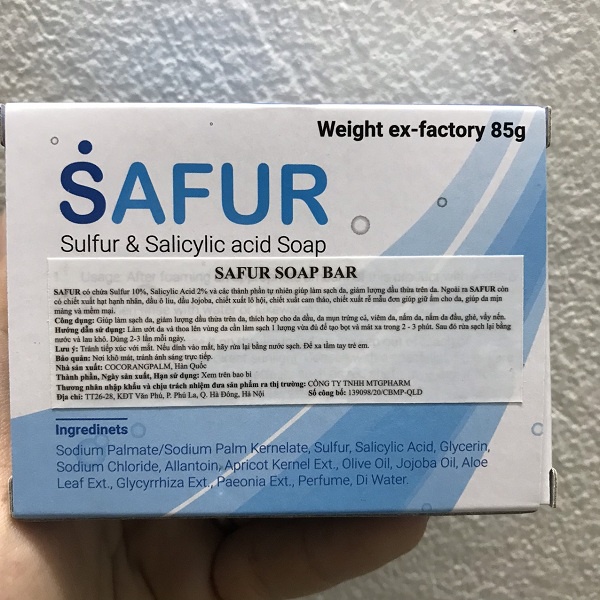 Weight ex-factory 85g
SAFUR
Sulfur & Salicylic acid Soap
SAFUR SOAP BAR
SAFUR có chứa Sulfur 10%, Salicylic Acid 2% và các thành phần tự nhiên giúp làm sạch da, giảm lượng dầu thừa trên da. Ngoài ra SAFUR còn
có chiết xuất hạt hạnh nhân, dầu ô liu, dầu Jojoba, chiết xuất lô hội, chiết xuất cam thảo, chiết xuất rễ mẫu đơn giúp giữ ẩm cho da, giúp da mịn
màng và mềm mại.
Công dụng: Giúp làm sạch da, giảm lượng dầu thừa trên da, thích hợp cho da dầu, da mụn trứng cá, viêm da, nấm da, nấm da đầu, ghẻ, vẩy nến.
Hướng dẫn sử dụng: Làm ướt da và thoa lên vùng da cần làm sạch 1 lượng vừa đủ để tạo bọt và mát xa trong 2 - 3 phút. Sau đó rửa sạch lại bằng
nước và lau khô. Dùng 2-3 lần mỗi ngày.
Lưu ý: Tránh tiếp xúc với mắt. Nếu dính vào mắt, hãy rửa lại bằng nước sạch. Để xa tầm tay trẻ em.
Bảo quản: Nơi khô mát, tránh ánh sáng trực tiếp.
Nhà sản xuất: COCORANGPALM, Hàn Quốc
Thành phần, Ngày sản xuất, Hạn sử dụng: Xem trên bao bì
Thương nhân nhập khẩu và chịu trách nhiệm đưa sản phẩm ra thị trường: CÔNG TY TNHH MTGPHARM
Địa chỉ: TT26-28, KĐT Văn Phú, P. Phú La, Q. Hà Đông, Hà Nội Số công bố: 139098/20/CBMP-QLD
Ingredinets
Sodium Palmate/Sodium Palm Kernelate, Sulfur, Salicylic Acid, Glycerin,
Sodium Chloride, Allantoin, Apricot Kernel Ext., Olive Oil, Jojoba Oil, Aloe
Leaf Ext., Glycyrrhiza Ext., Paeonia Ext., Perfume, Di Water.